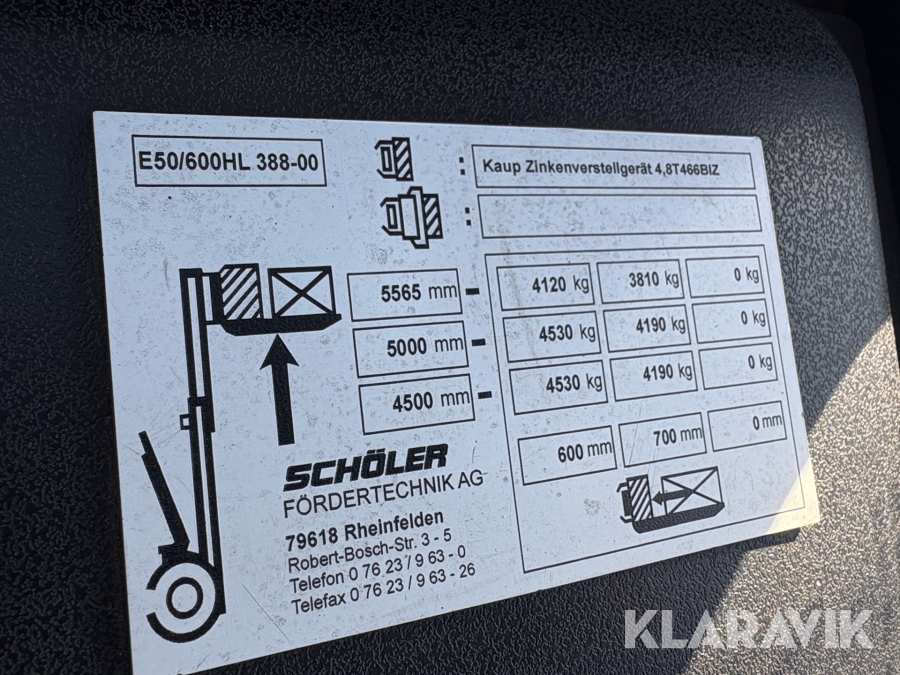 E50/600HL 388-00
: Kaup Zinkenverstellgerät 4,8T466BIZ
:
5565 mm - 4120 kg 3810 kg 0 kg
5000 mm - 4530 kg 4190 kg 0 kg
4500 mm - 4530 kg 4190 kg 0 kg
600 mm 700 mm 0 mm
SCHÖLER
FÖRDERTECHNIK AG
79618 Rheinfelden
Robert-Bosch-Str. 3 - 5
Telefon 0 76 23 / 9 63 - 0
Telefax 0 76 23 / 9 63 - 26
KLARAVIK